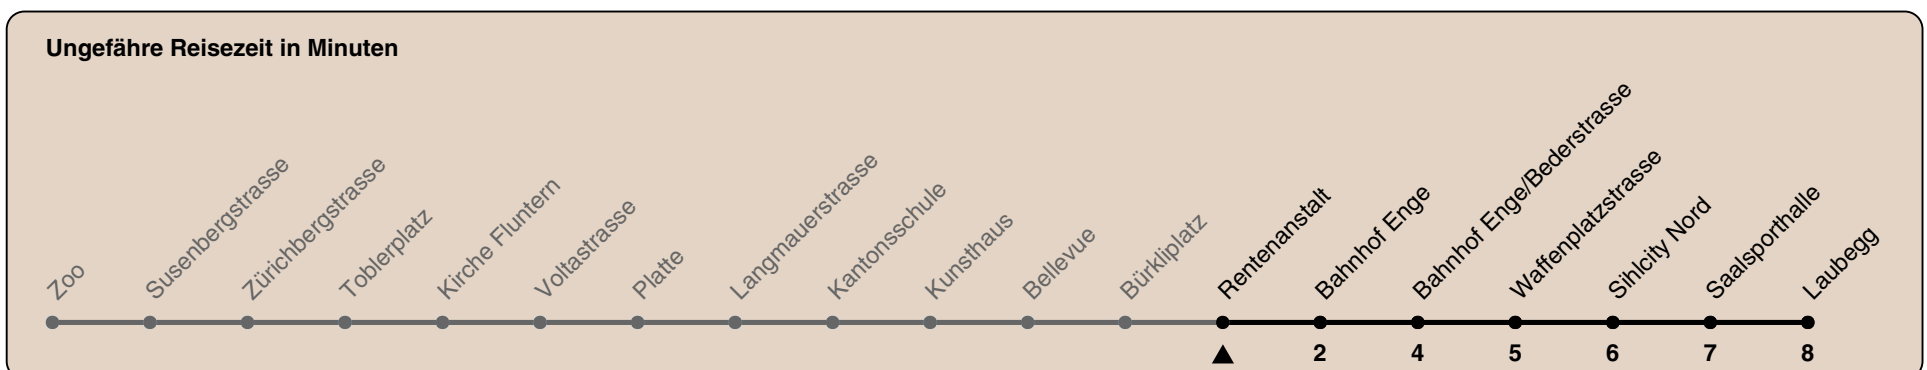 Ungefähre Reisezeit in Minuten
Zoo
Susenbergstrasse
Zürichbergstrasse
Toblerplatz
Kirche Fluntern
Voltastrasse
Platte
Langmauerstrasse
Kantonsschule
Kunsthaus
Bellevue
Bürkliplatz
Rentenanstalt
Bahnhof Enge
Bahnhof Enge/Bederstrasse
Waffenplatzstrasse
Sihlcity Nord
Saalsporthalle
Laubegg
2 4 5 6 7 8